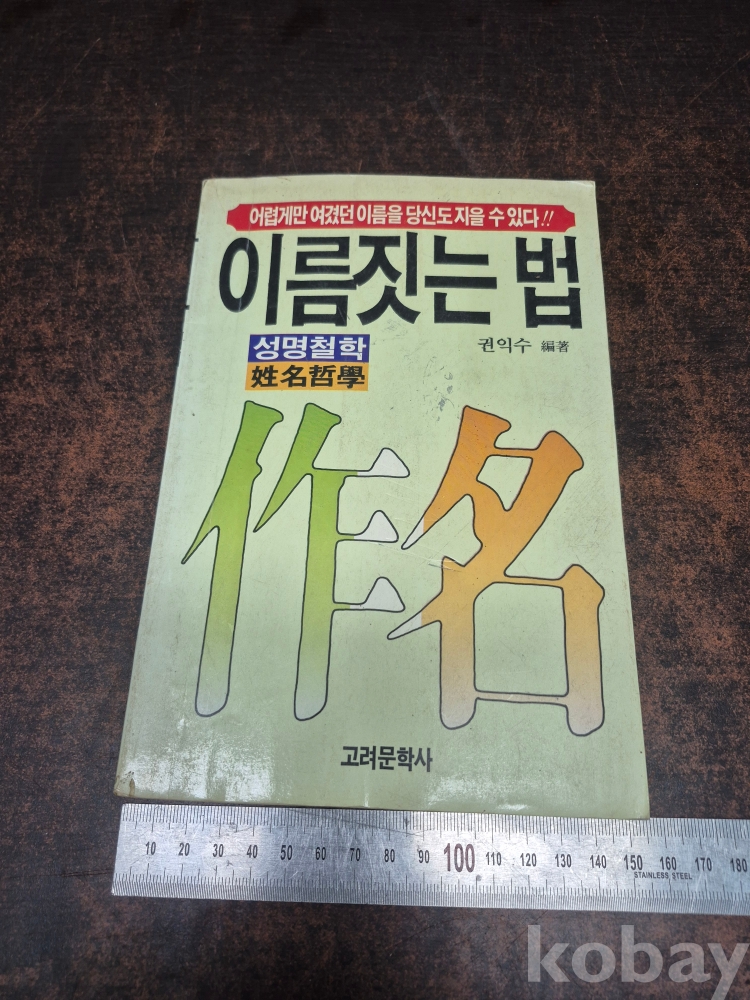 어렵게만 여겼던 이름을 당신도 지을 수 있다!!
이름짓는 법
권익수 編著
성명철학
姓名哲學
作名
고려문학사
10 20 30 40 50 60 70 80 90 100 110 120 130 140 150 160 170 180
STAINLESS STEEL
kobay